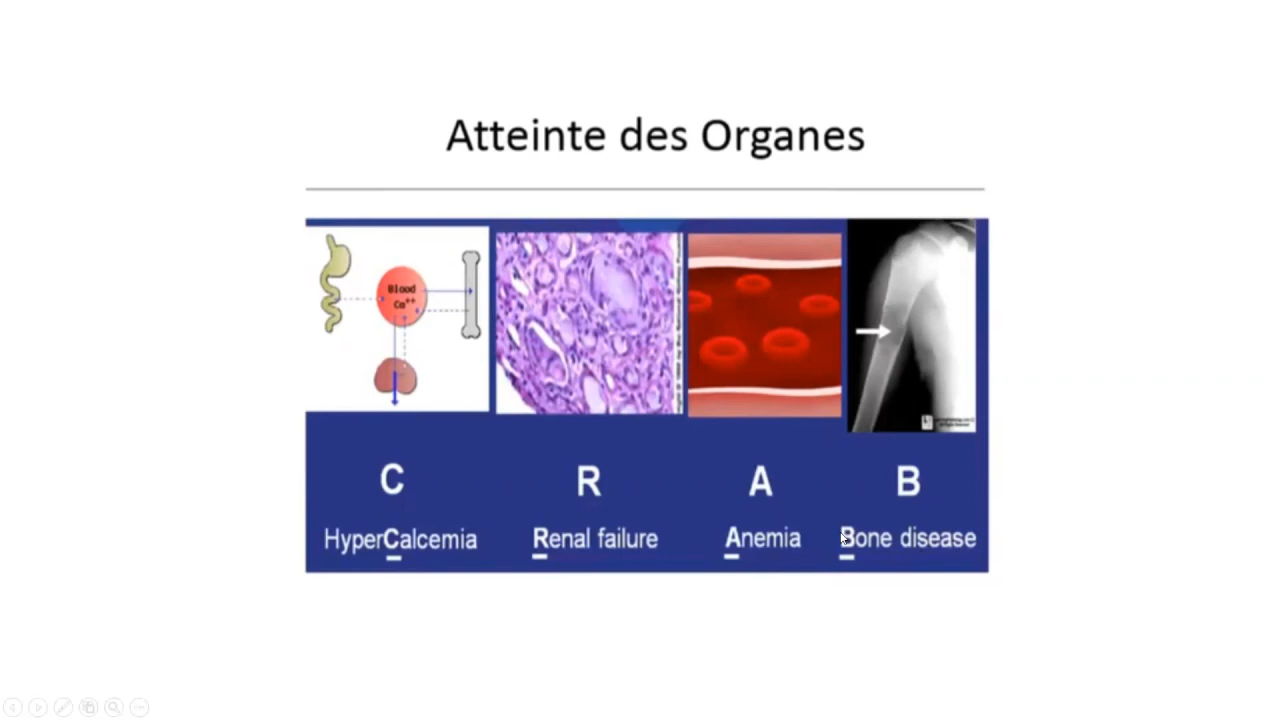 Atteinte des Organes
Blood
Ca++
C
R
A
B
HyperCalcemia
Renal failure
Anemia
Bone disease